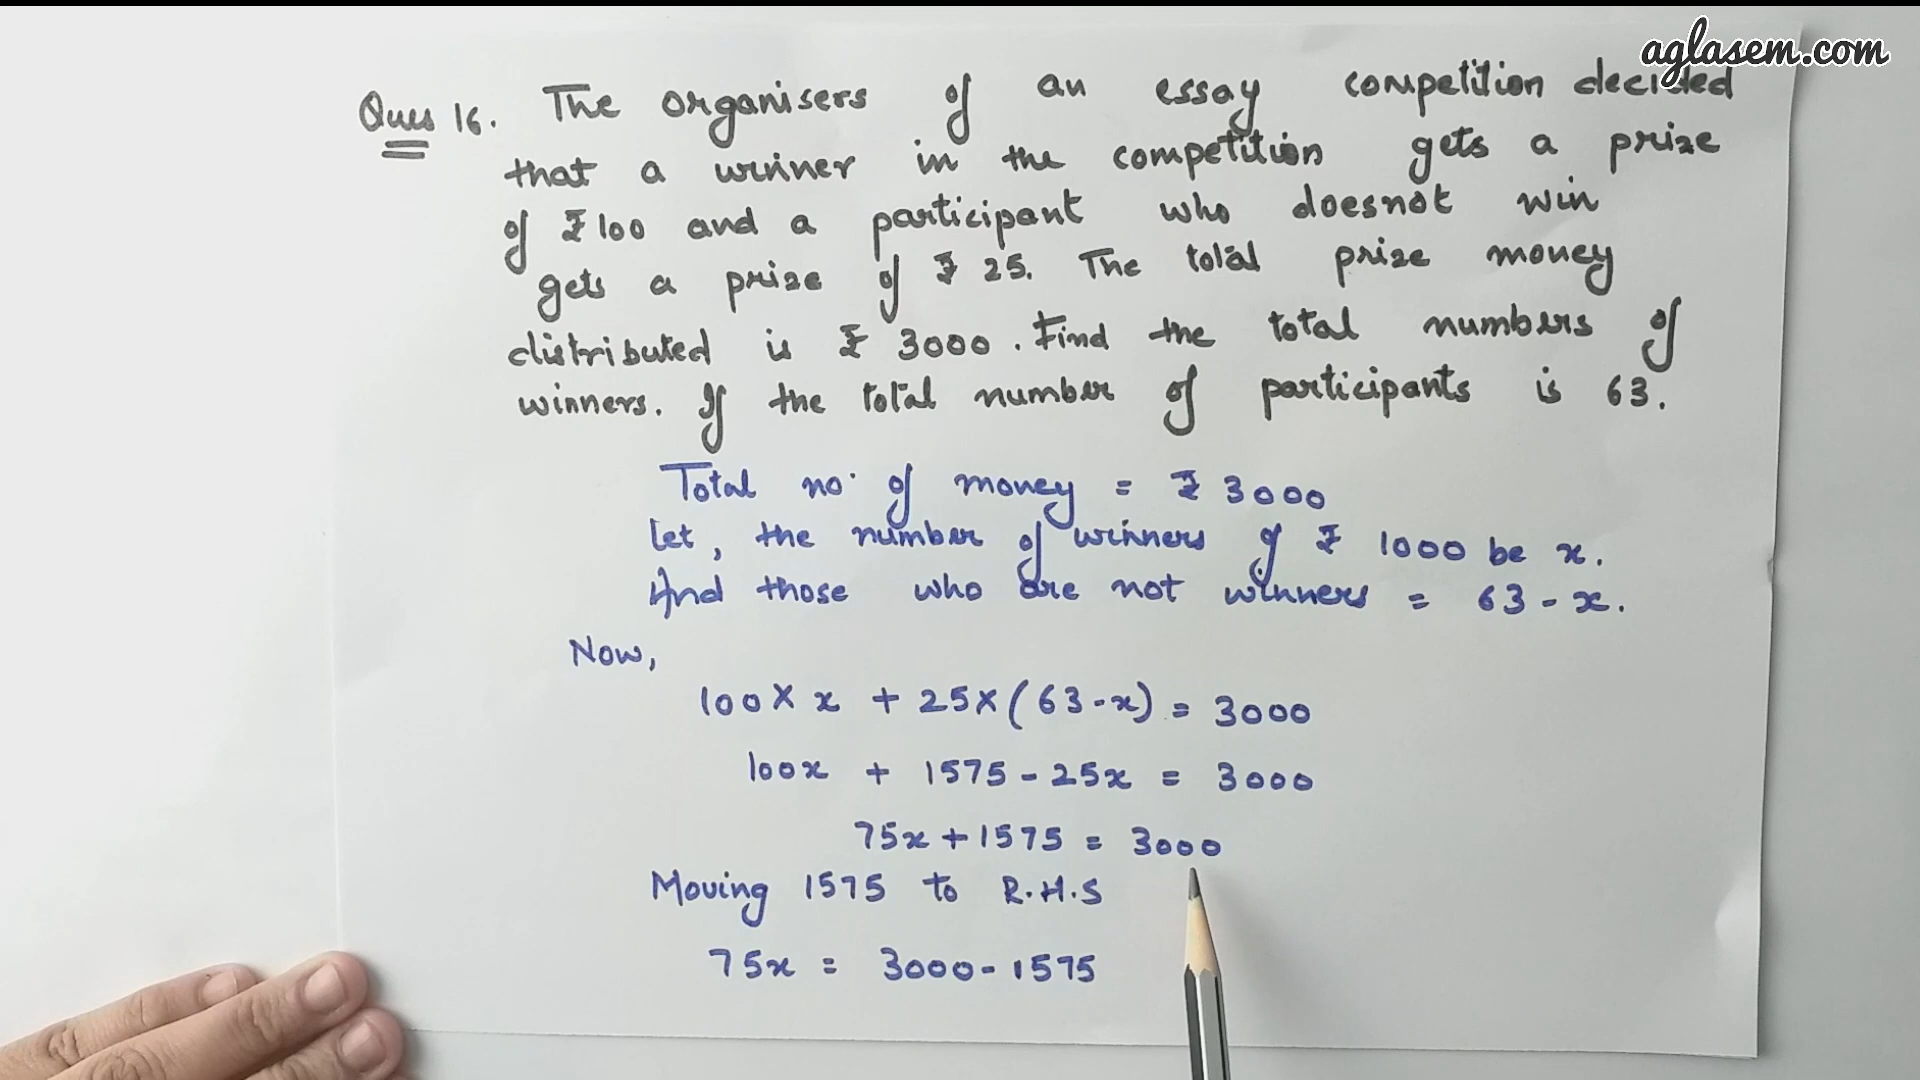 aglasem.com
Ques 16. The organisers of an essay competition decided
that a winner in the competition gets a prize
of ₹ 100 and a participant who doesnot win
gets a prize of ₹ 25. The total prize money
distributed is ₹ 3000. Find the total numbers of
winners. If the total number of participants is 63.
Total no. of money = ₹ 3000
let, the number of winners of ₹ 1000 be x.
And those who are not winners = 63 - x.
Now,
100 × x + 25 × (63 - x) = 3000
100x + 1575 - 25x = 3000
75x + 1575 = 3000
Moving 1575 to R.H.S
75x = 3000 - 1575